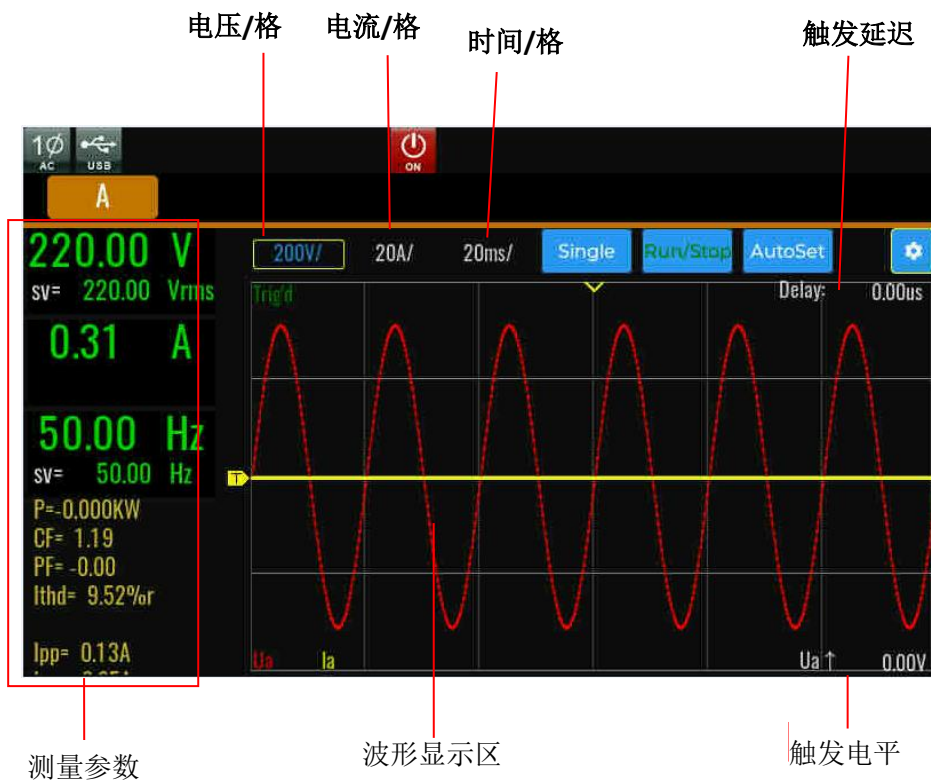 电压/格
电流/格
时间/格
触发延迟
1Ø
AC
USB
ON
A
220.00 V
sv= 220.00 Vrms
0.31 A
50.00 Hz
sv= 50.00 Hz
P=-0.000KW
CF= 1.19
PF= -0.00
Ithd= 9.52%r
Ipp= 0.13A
200V/
20A/
20ms/
Single
Run/Stop
AutoSet
Trig'd
Delay: 0.00us
T
Ua
Ia
Ua↑ 0.00V
测量参数
波形显示区
触发电平